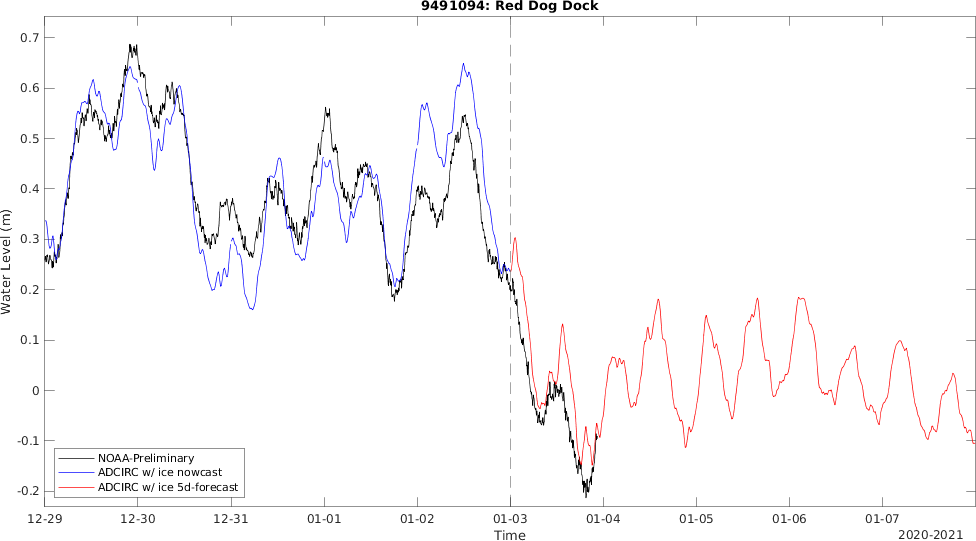 9491094: Red Dog Dock
Water Level (m)
0.7
0.6
0.5
0.4
0.3
0.2
0.1
0
-0.1
-0.2
NOAA-Preliminary
ADCIRC w/ ice nowcast
ADCIRC w/ ice 5d-forecast
12-29 12-30 12-31 01-01 01-02 01-03 01-04 01-05 01-06 01-07
Time
2020-2021